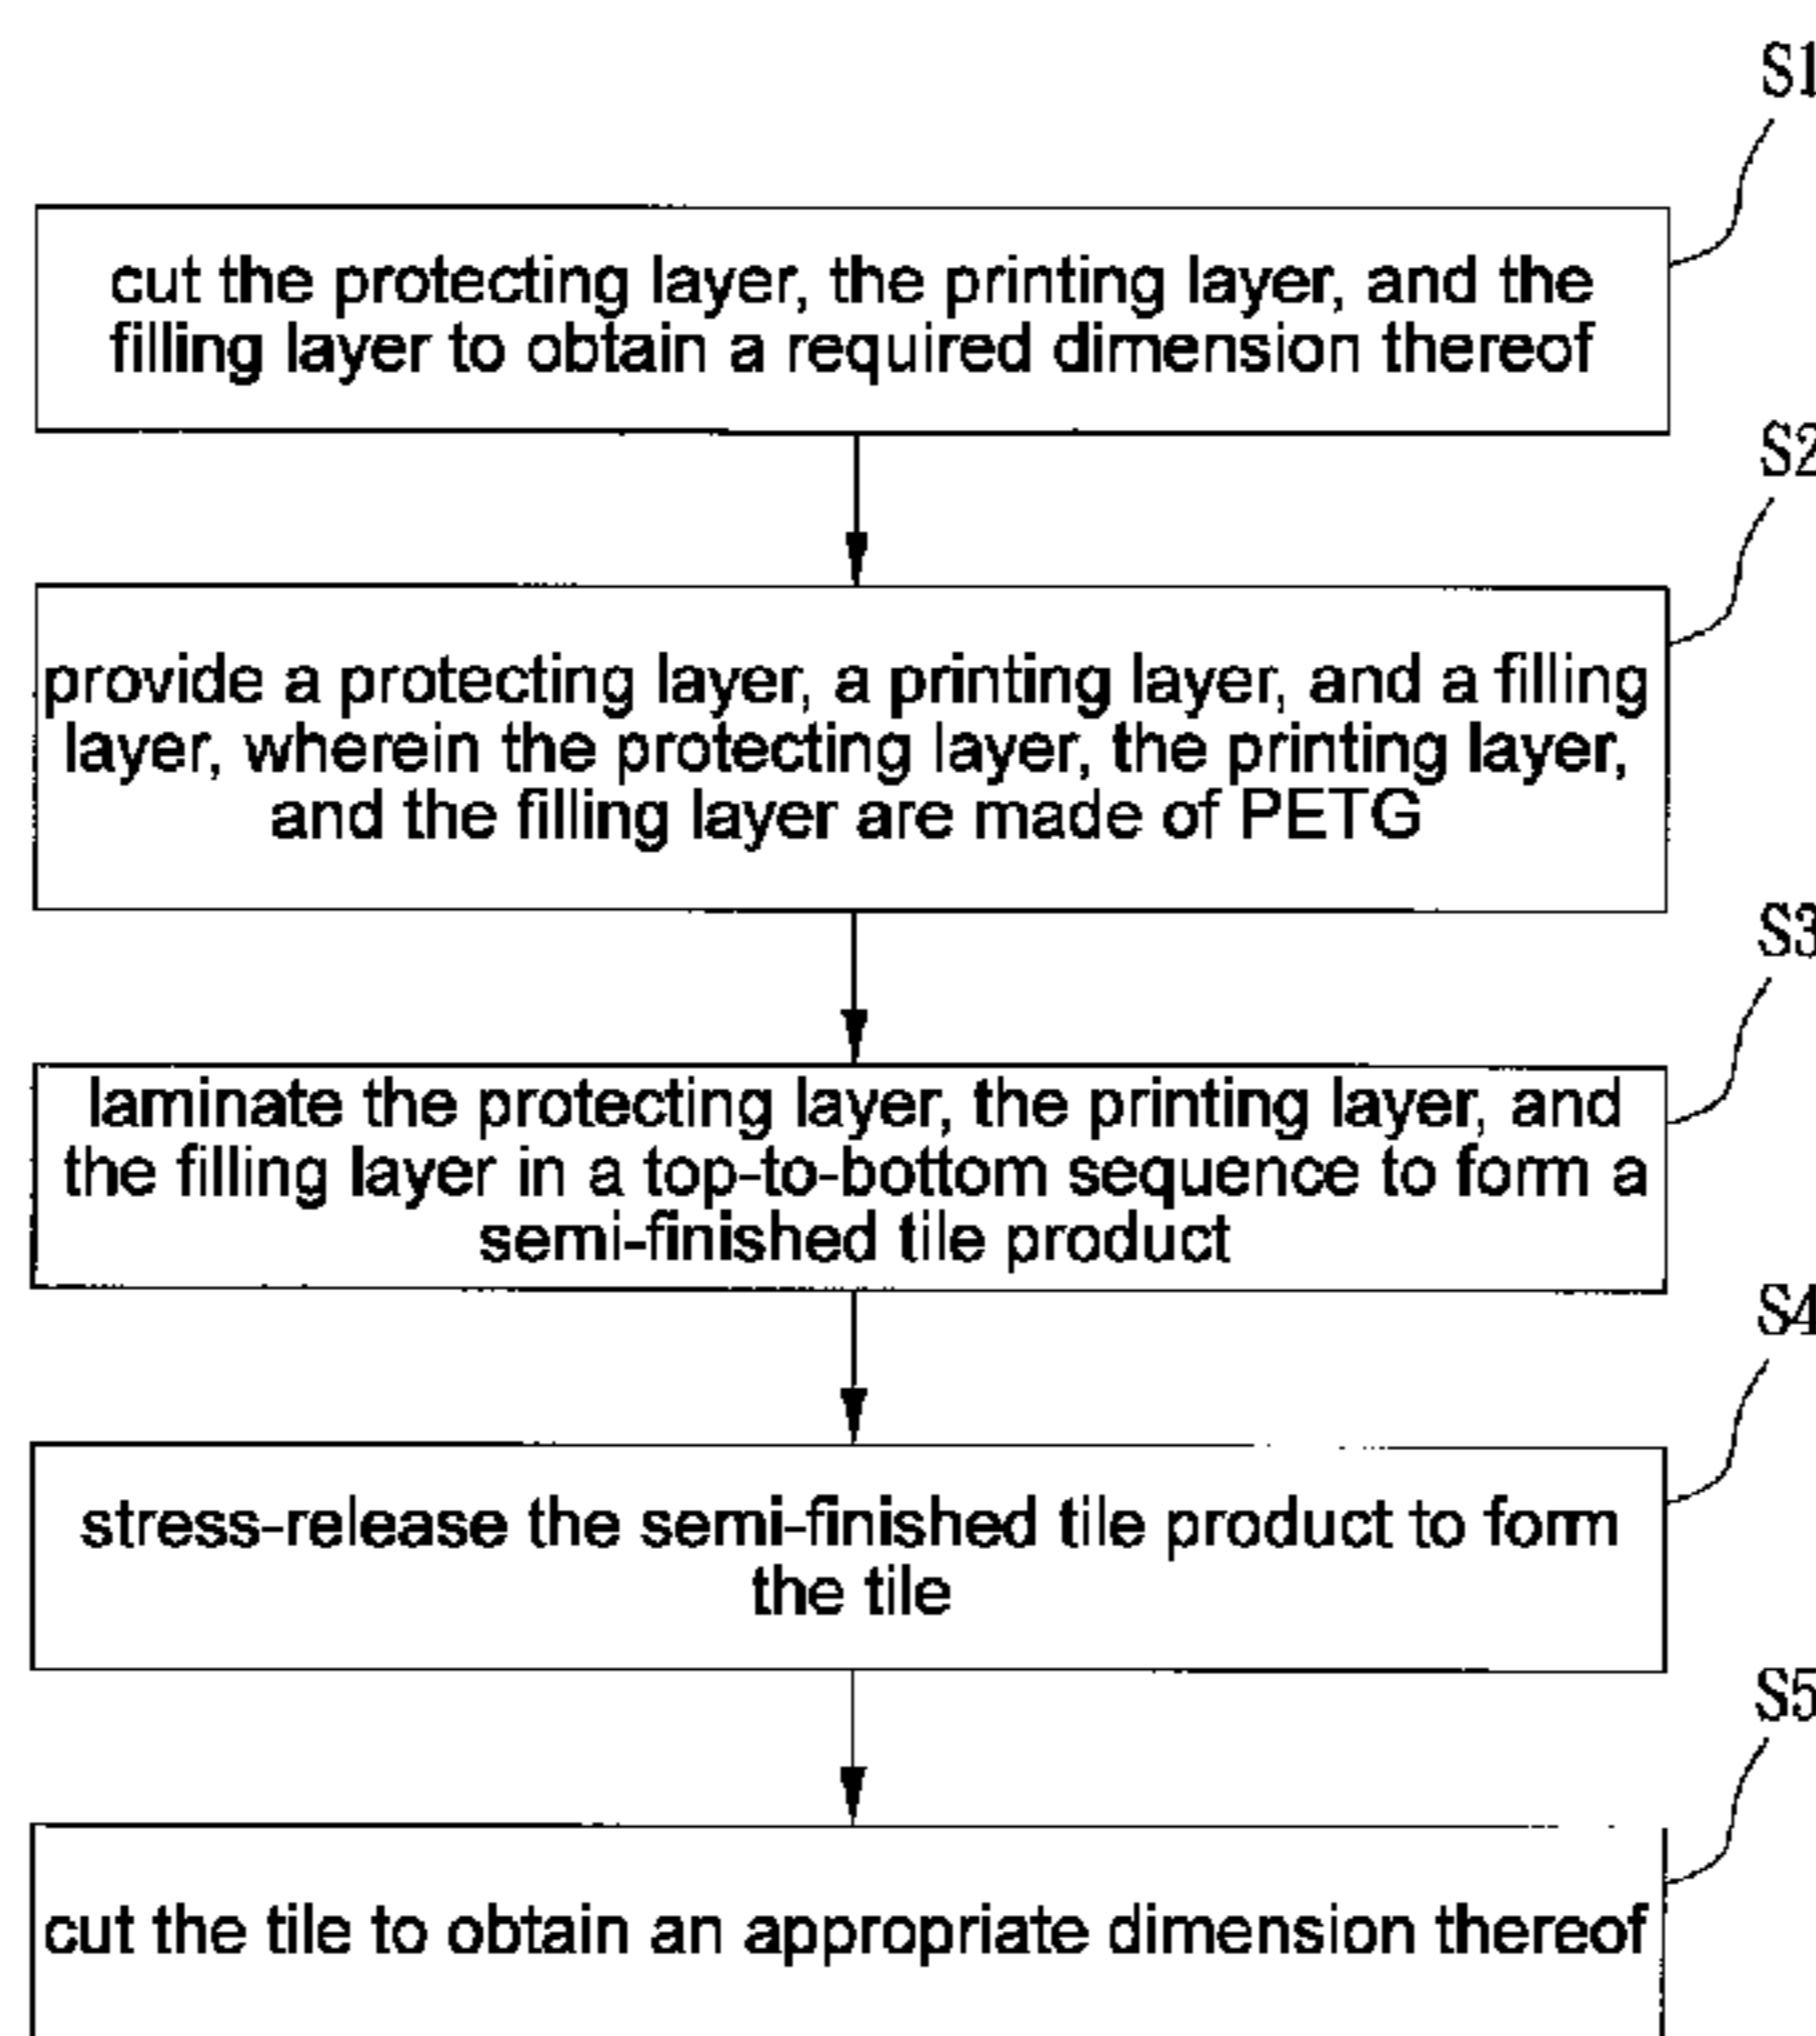 S1
cut the protecting layer, the printing layer, and the
filling layer to obtain a required dimension thereof
S2
provide a protecting layer, a printing layer, and a filling
layer, wherein the protecting layer, the printing layer,
and the filling layer are made of PETG
S3
laminate the protecting layer, the printing layer, and
the filling layer in a top-to-bottom sequence to form a
semi-finished tile product
S4
stress-release the semi-finished tile product to form
the tile
S5
cut the tile to obtain an appropriate dimension thereof